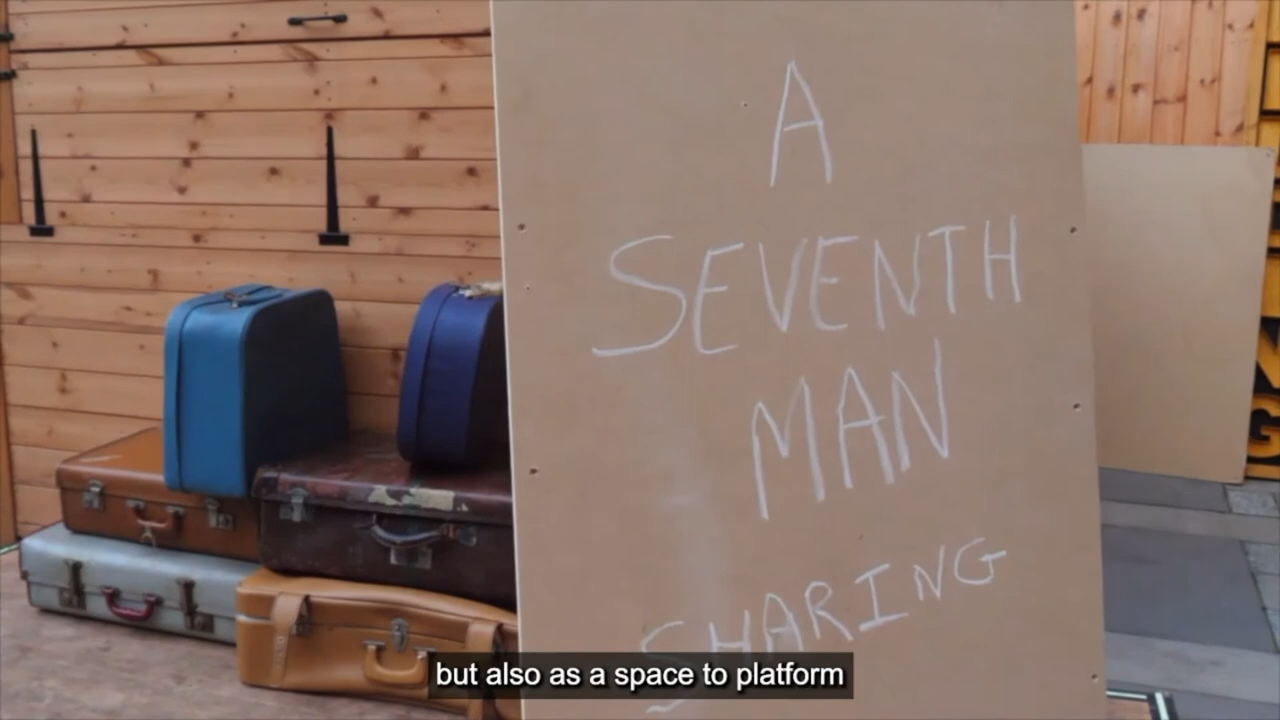 A
SEVENTH
MAN
SHARING
but also as a space to platform